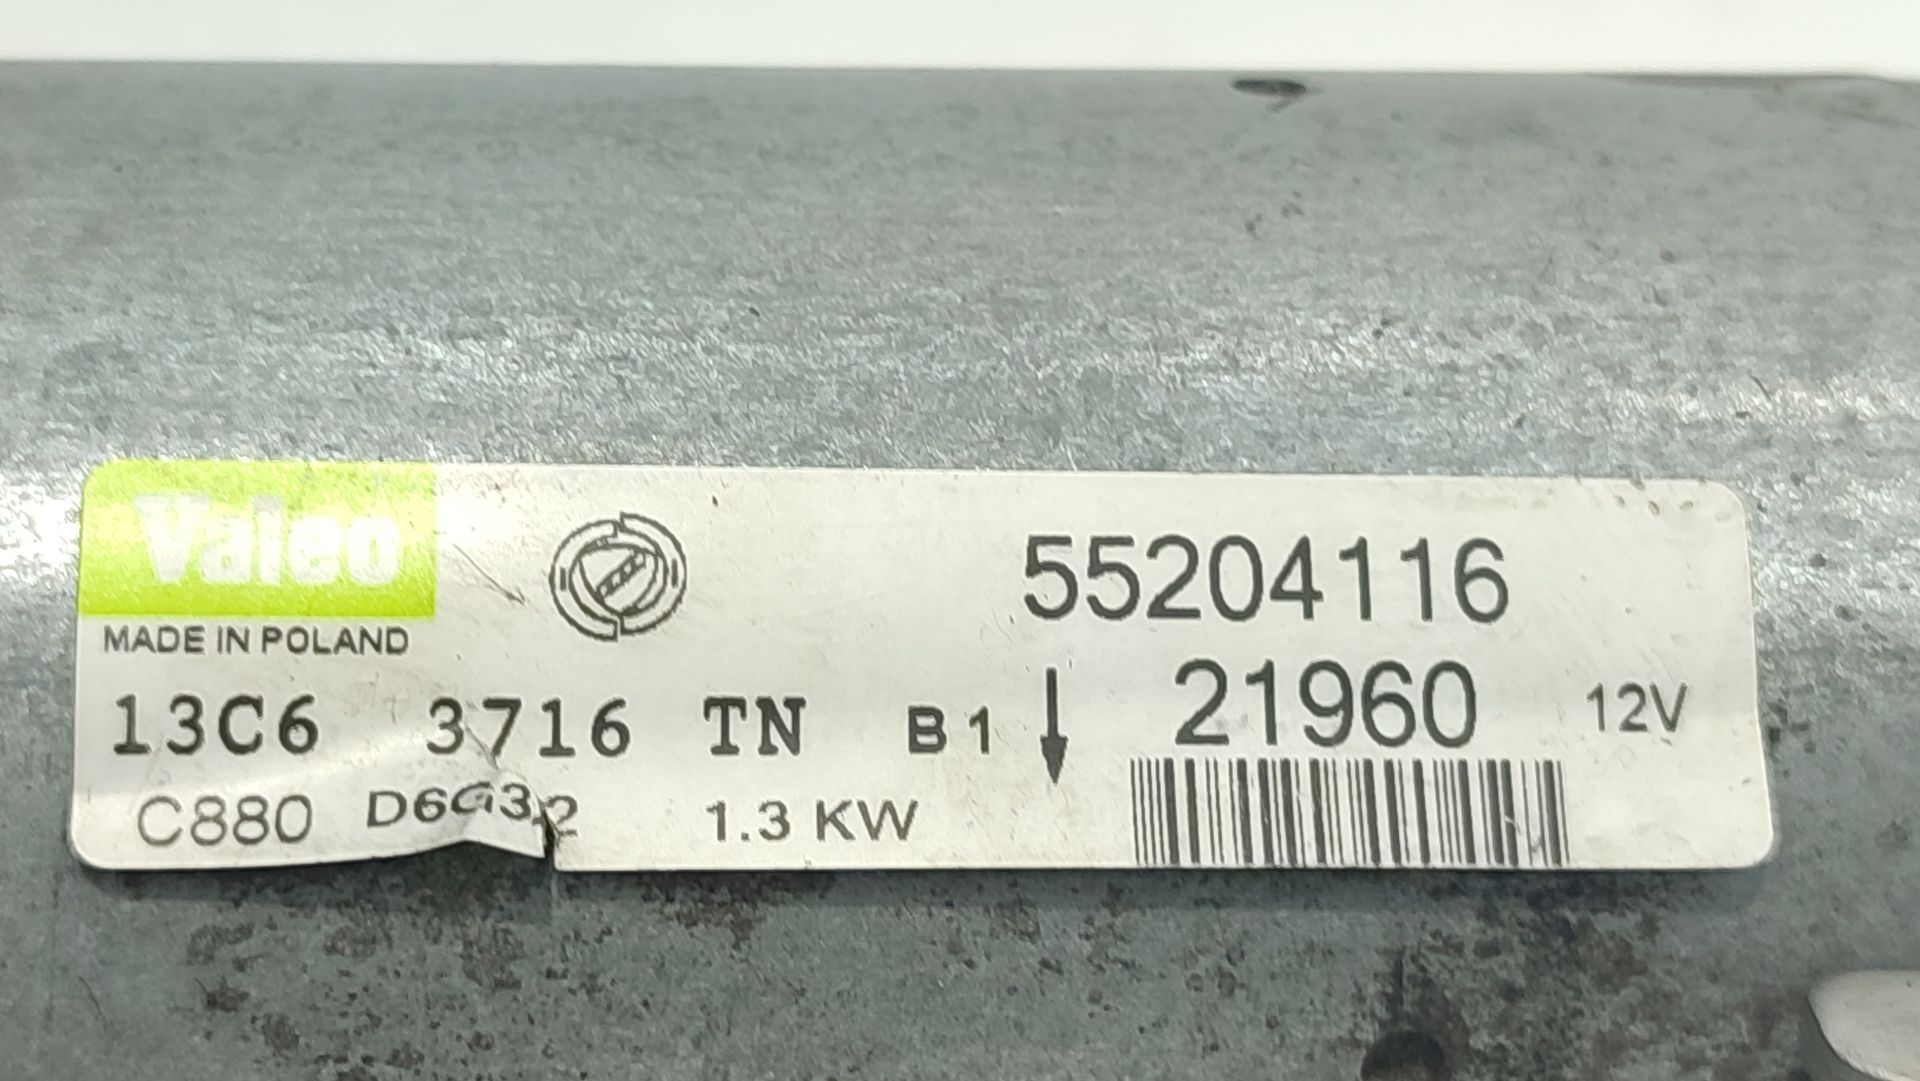 Valeo
MADE IN POLAND
55204116
21960 12V
13C6 3716 TN B1
C880 D6G32 1.3 KW